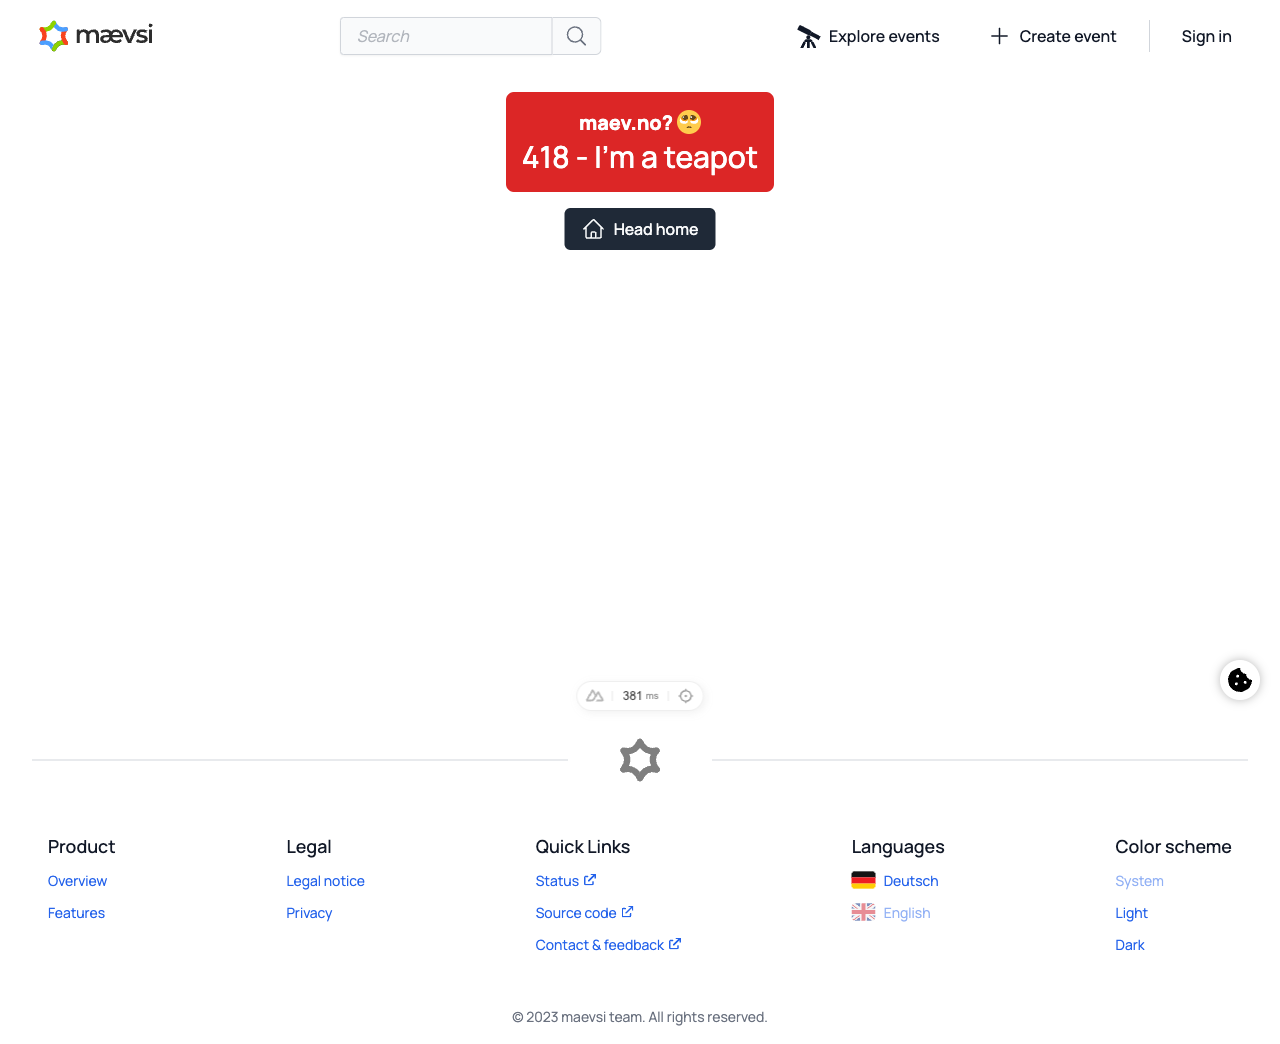 mævsi
Search
Explore events
Create event
Sign in
maev.no? 🥺
418 - I'm a teapot
Head home
381 ms
Product
Overview
Features
Legal
Legal notice
Privacy
Quick Links
Status
Source code
Contact & feedback
Languages
Deutsch
English
Color scheme
System
Light
Dark
© 2023 maevsi team. All rights reserved.